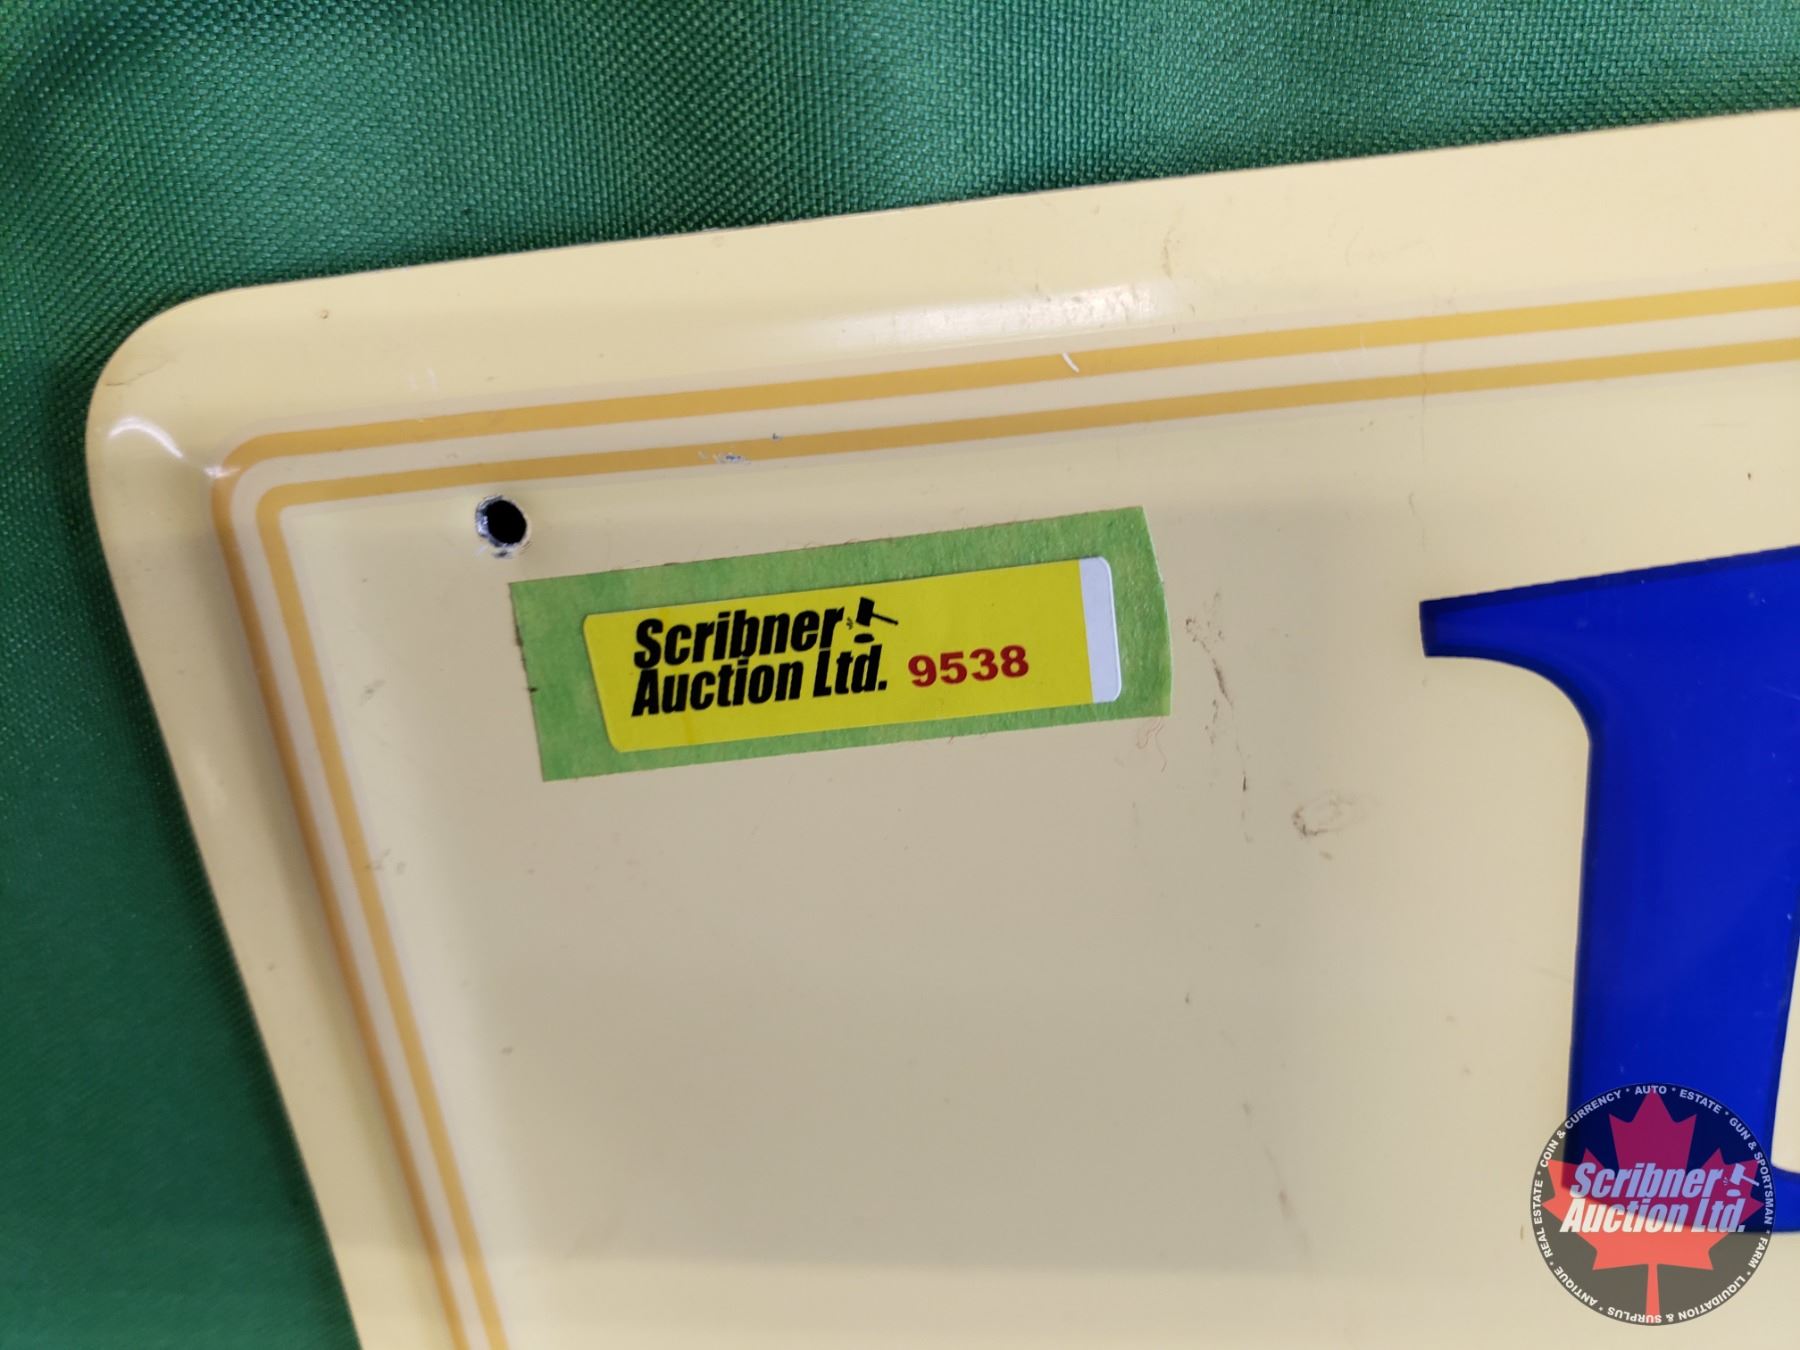 Scribner
Auction Ltd. 9538
COIN & CURRENCY * AUTO * ESTATE * GUN & SPORTSMAN * FARM * LIQUIDATION & SURPLUS * ANTIQUE * REAL ESTATE *
Scribner
Auction Ltd.